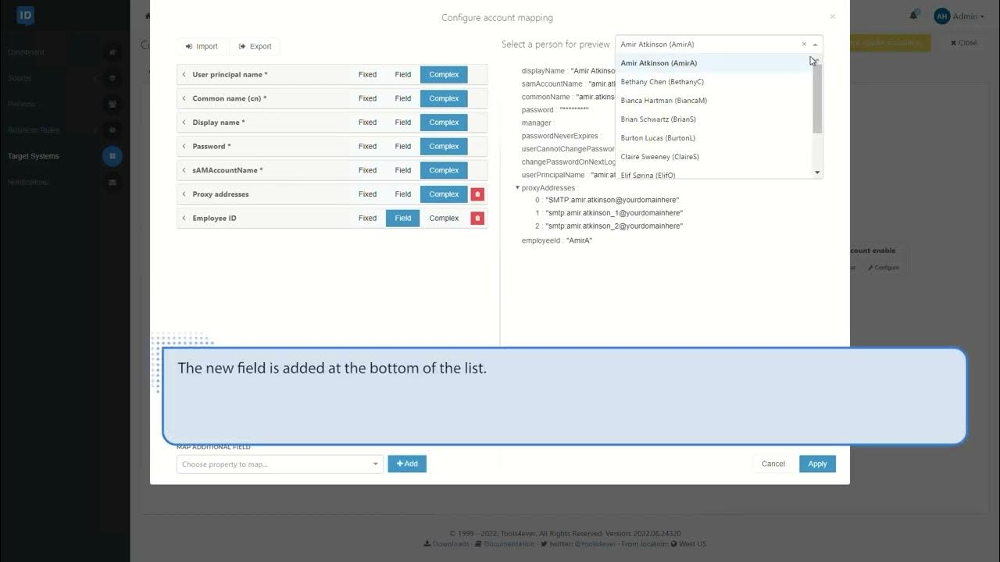 ID
Configure account mapping
×
Admin
AH
Dashboard
Source
Persons
Business Rules
Target Systems
Notifications
Import
Export
Select a person for preview
Amir Atkinson (AmirA)
×
Close
User principal name *
Fixed
Field
Complex
Common name (cn) *
Fixed
Field
Complex
Display name *
Fixed
Field
Complex
Password *
Fixed
Field
Complex
sAMAccountName *
Fixed
Field
Complex
Proxy addresses
Fixed
Field
Complex
Employee ID
Fixed
Field
Complex
displayName : "Amir Atkinso
samAccountName : "amir.at
commonName : "amir.atkins
password : "********"
manager :
passwordNeverExpires :
userCannotChangePassword
changePasswordOnNextLog
userPrincipalName : "amir.at
proxyAddresses :
0 : "SMTP:amir.atkinson@yourdomainhere"
1 : "smtp:amir.atkinson_1@yourdomainhere"
2 : "smtp:amir.atkinson_2@yourdomainhere"
employeeId : "AmirA"
Amir Atkinson (AmirA)
Bethany Chen (BethanyC)
Bianca Hartman (BiancaM)
Brian Schwartz (BrianS)
Burton Lucas (BurtonL)
Claire Sweeney (ClaireS)
count enable
Configure
The new field is added at the bottom of the list.
MAP ADDITIONAL FIELD
Choose property to map...
+ Add
Cancel
Apply
© 1999 - 2022, Tools4ever. All Rights Reserved· Version: 2022.06.24320
Downloads · Documentation · twitter: @tools4ever · From location: West US